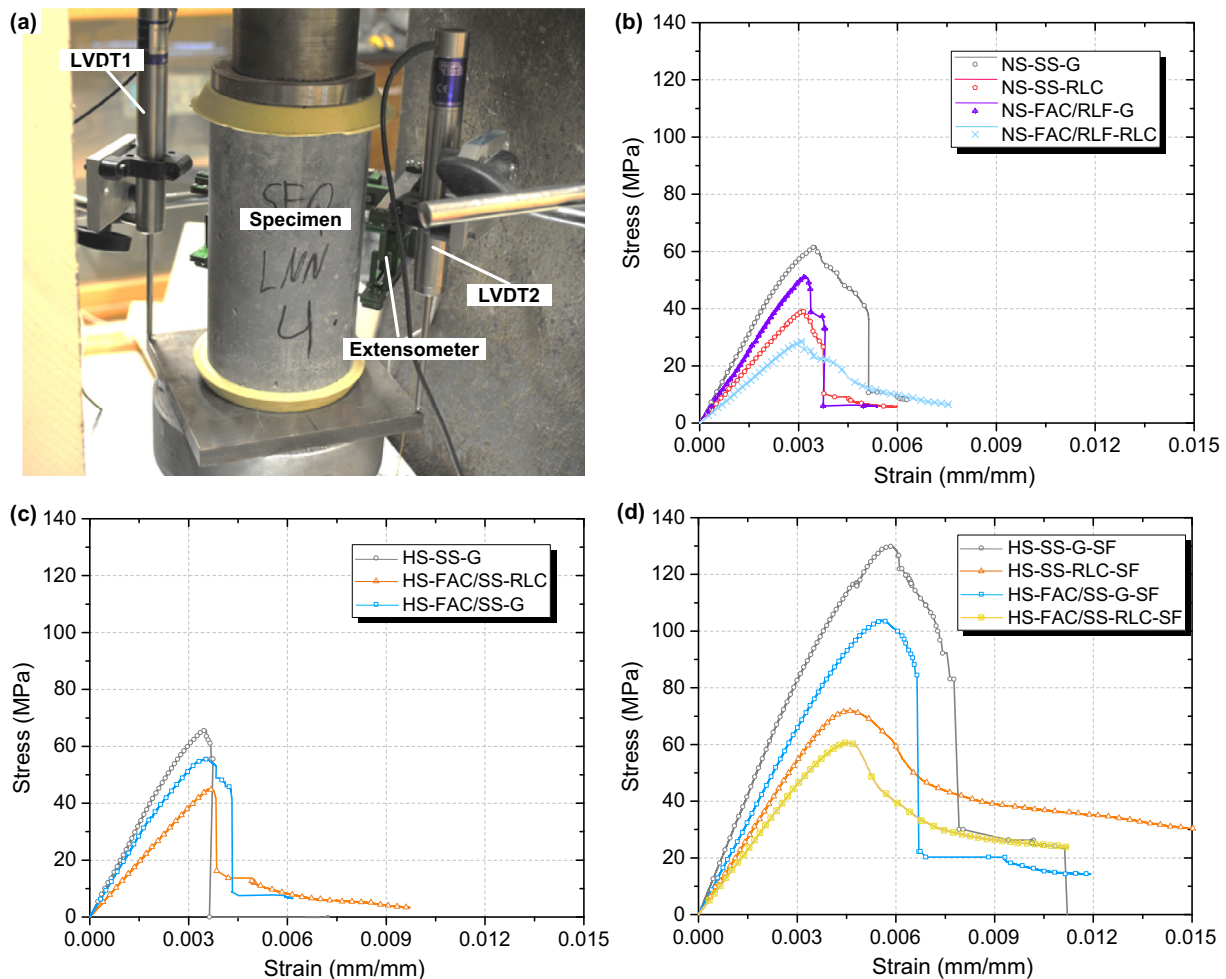 (a)
LVDT1
SEQ
Specimen
LNN
4
LVDT2
Extensometer
(b)
140
120
100
80
60
40
20
0
Stress (MPa)
NS-SS-G
NS-SS-RLC
NS-FAC/RLF-G
NS-FAC/RLF-RLC
0.000 0.003 0.006 0.009 0.012 0.015
Strain (mm/mm)
(c)
140
120
100
80
60
40
20
0
Stress (MPa)
HS-SS-G
HS-FAC/SS-RLC
HS-FAC/SS-G
0.000 0.003 0.006 0.009 0.012 0.015
Strain (mm/mm)
(d)
140
120
100
80
60
40
20
0
Stress (MPa)
HS-SS-G-SF
HS-SS-RLC-SF
HS-FAC/SS-G-SF
HS-FAC/SS-RLC-SF
0.000 0.003 0.006 0.009 0.012 0.015
Strain (mm/mm)